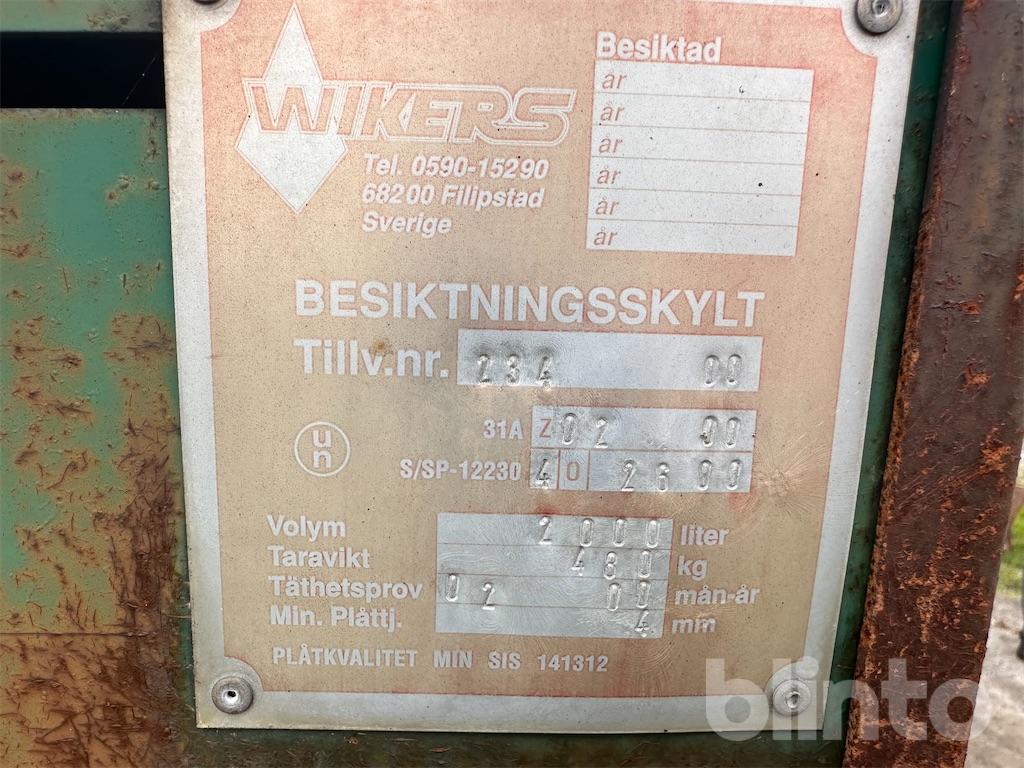 WIKERS
Tel. 0590-15290
68200 Filipstad
Sverige
Besiktad
år
år
år
år
år
år
BESIKTNINGSSKYLT
Tillv.nr. 234 00
un 31A Z 02 00
S/SP-12230 4 0 2600
Volym 2000 liter
Taravikt 480 kg
Täthetsprov 02 00 mån-år
Min. Plåttj. 4 mm
PLÅTKVALITET MIN SIS 141312
blinto